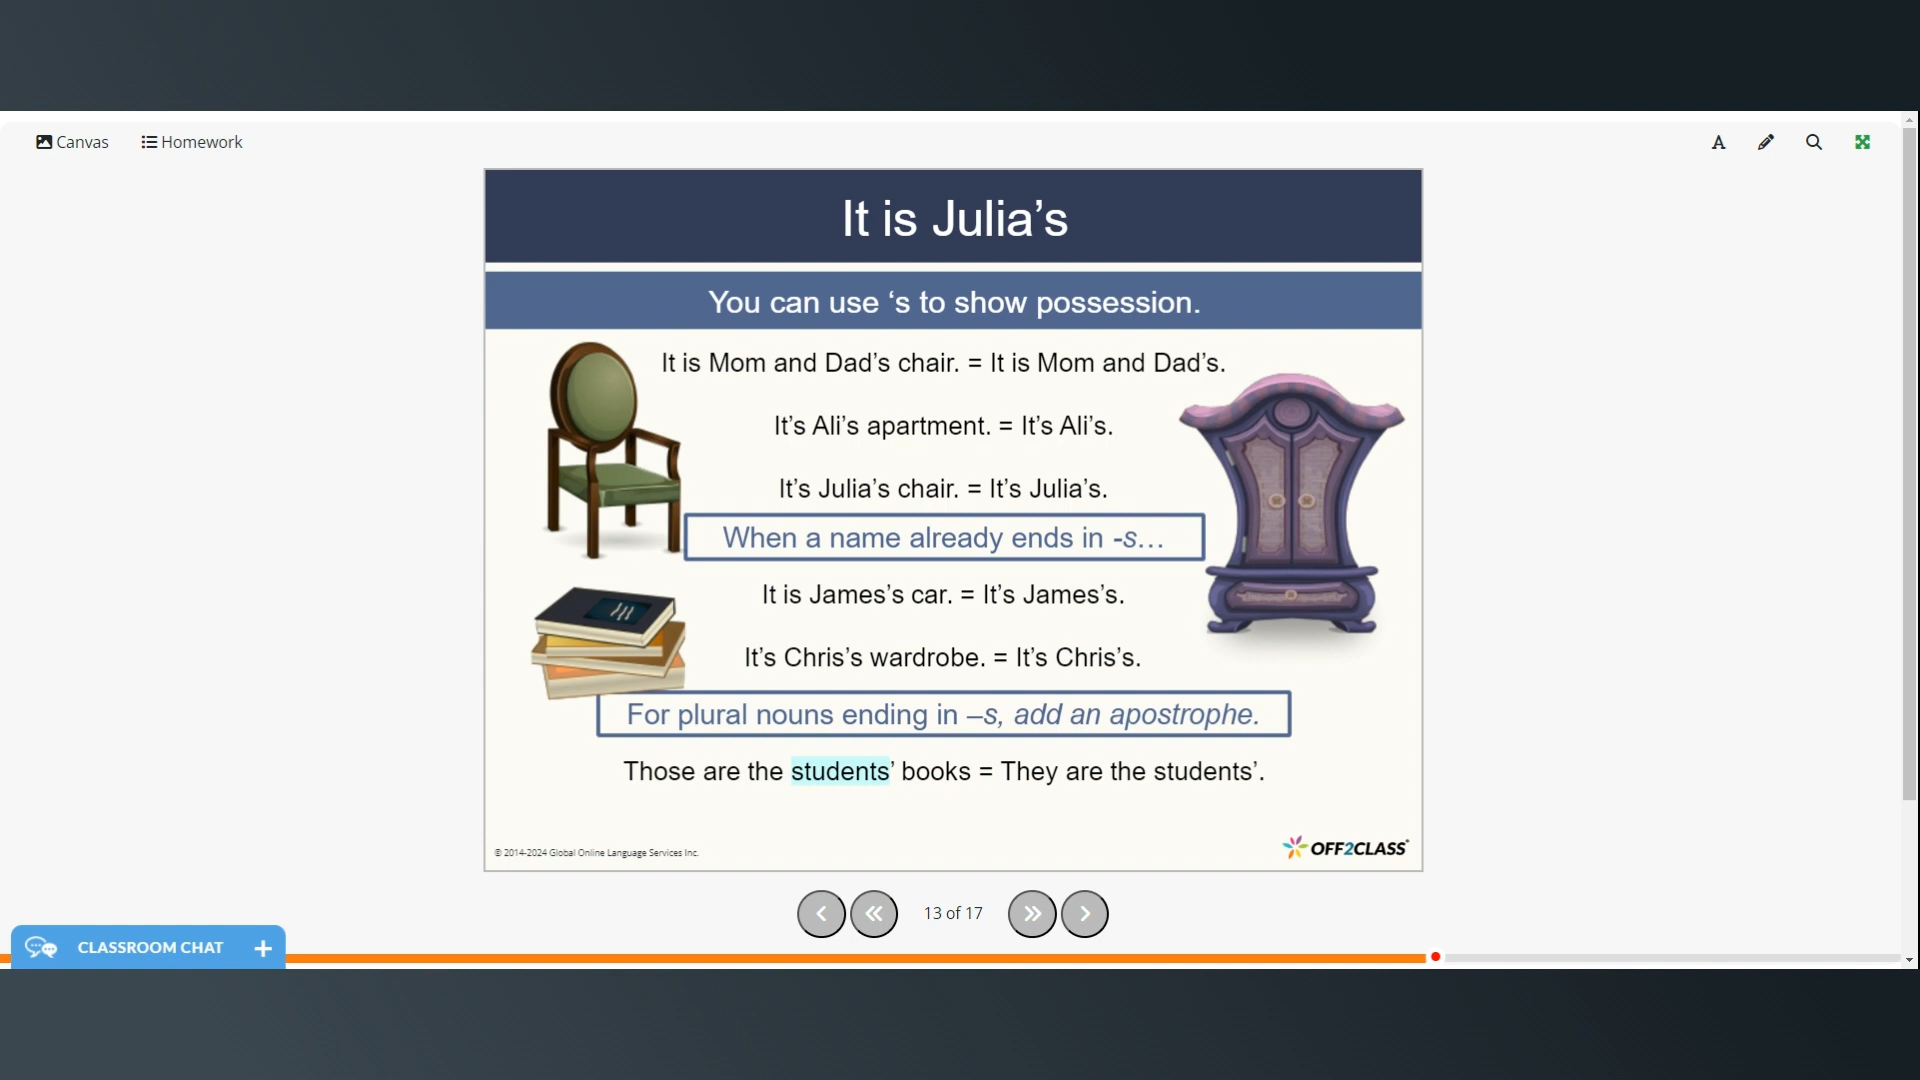 Canvas
Homework
A
It is Julia’s
You can use ‘s to show possession.
It is Mom and Dad’s chair. = It is Mom and Dad’s.
It’s Ali’s apartment. = It’s Ali’s.
It’s Julia’s chair. = It’s Julia’s.
When a name already ends in -s…
It is James’s car. = It’s James’s.
It’s Chris’s wardrobe. = It’s Chris’s.
For plural nouns ending in –s, add an apostrophe.
Those are the students’ books = They are the students’.
© 2014-2024 Global Online Language Services Inc.
OFF2CLASS
13 of 17
CLASSROOM CHAT +